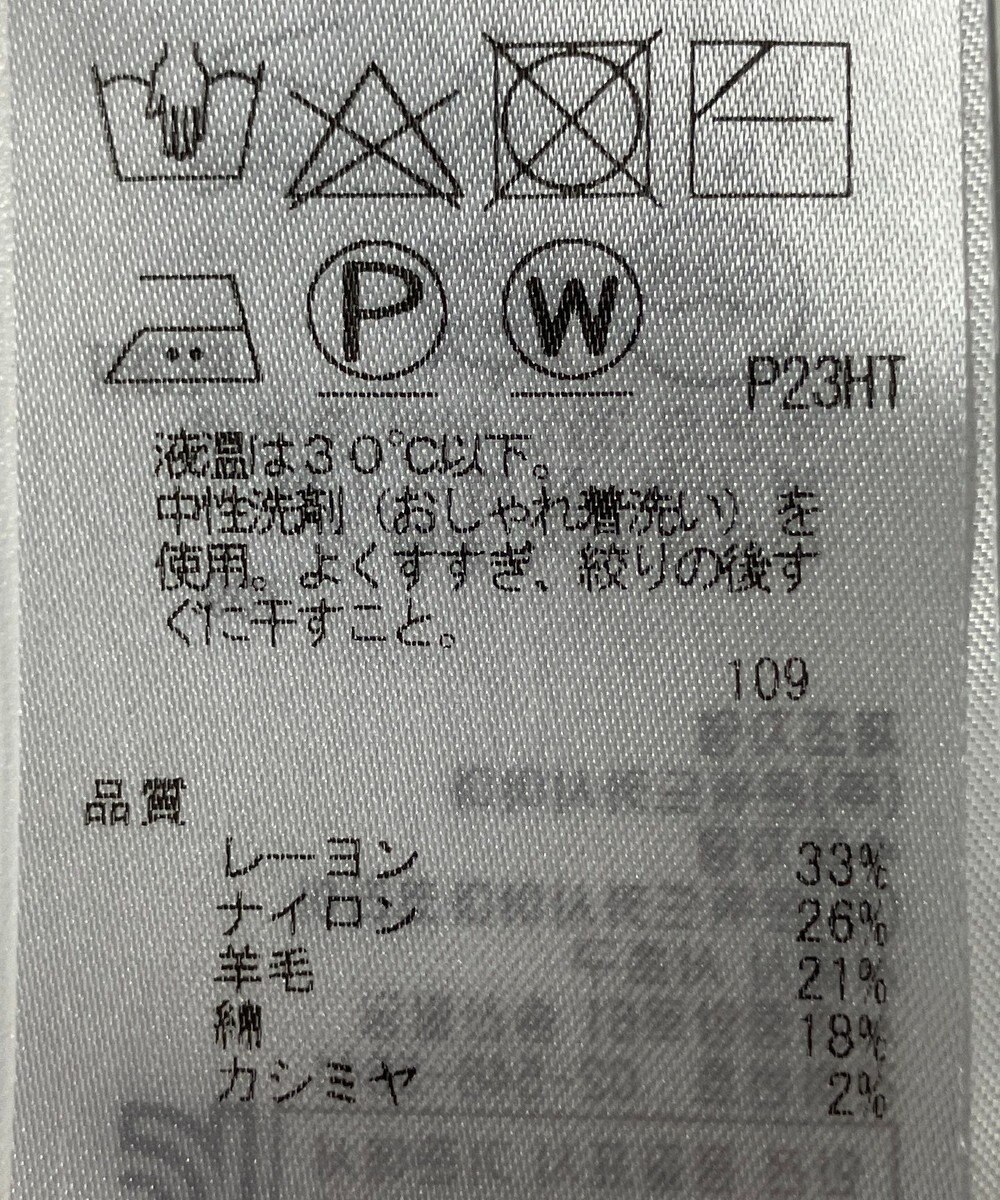 P W
P23HT
液温は30℃以下。
中性洗剤（おしゃれ着洗い）を
使用。よくすすぎ、絞りの後す
ぐに干すこと。
109
品質
レーヨン 33%
ナイロン 26%
羊毛 21%
綿 18%
カシミヤ 2%